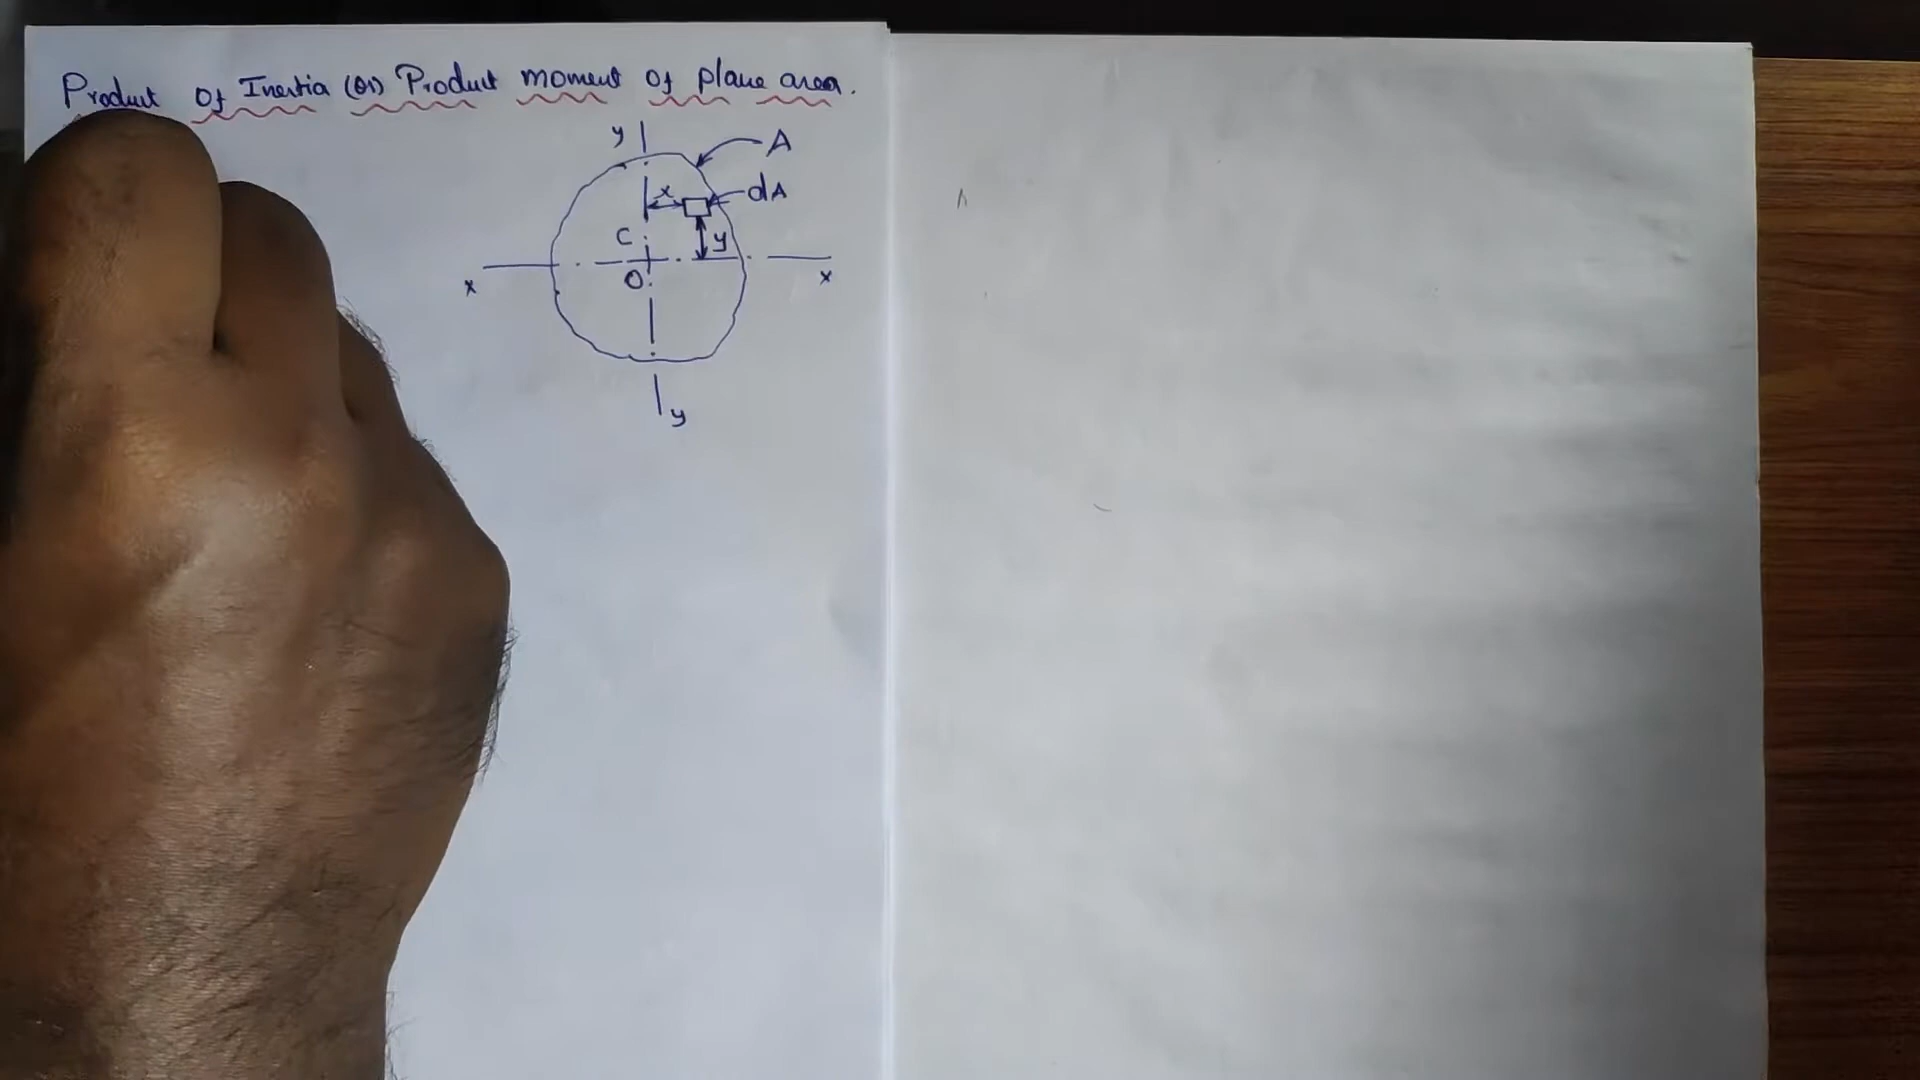 Product of Inertia (or) Product moment of plane area.
y
A
x
dA
C
y
O
x
x
y